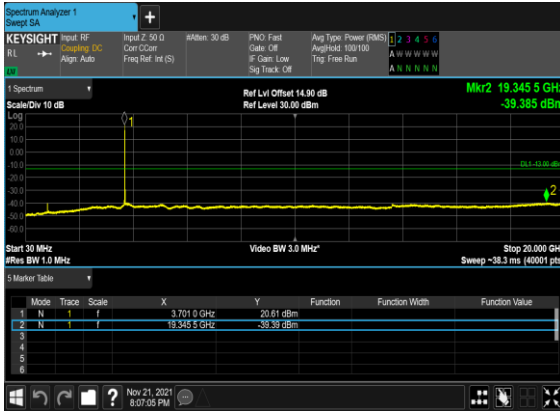 Spectrum Analyzer 1
Swept SA
KEYSIGHT Input: RF Input Z: 50 Ω #Atten: 30 dB PNO: Fast Avg Type: Power (RMS) 1 2 3 4 5 6
RL Coupling: DC Corr CCorr Gate: Off Avg|Hold: 100/100 A W W W W W
Align: Auto Freq Ref: Int (S) IF Gain: Low Trig: Free Run
LV Sig Track: Off A N N N N N
1 Spectrum Ref Lvl Offset 14.90 dB Mkr2 19.345 5 GHz
Scale/Div 10 dB Ref Level 30.00 dBm -39.385 dBm
Log
20.0 1
10.0
0.00
-10.0 DL1 -13.00 dBm
-20.0
-30.0 2
-40.0
-50.0
-60.0
Start 30 MHz Video BW 3.0 MHz* Stop 20.000 GHz
#Res BW 1.0 MHz Sweep ~38.3 ms (40001 pts)
5 Marker Table
Mode Trace Scale X Y Function Function Width Function Value
1 N 1 f 3.701 0 GHz 20.61 dBm
2 N 1 f 19.345 5 GHz -39.39 dBm
3
4
5
6
? Nov 21, 2021
8:07:05 PM